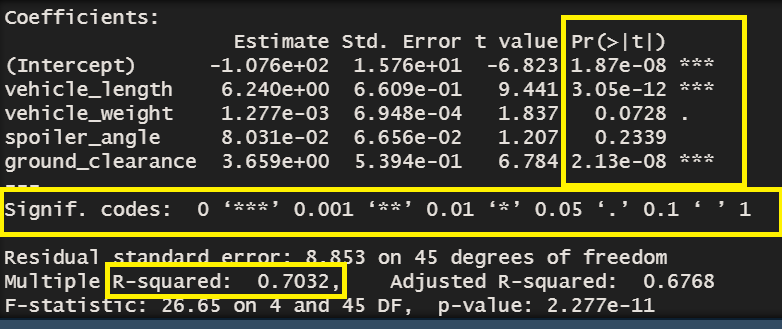 Coefficients:
Estimate Std. Error t value Pr(>|t|)
(Intercept) -1.076e+02 1.576e+01 -6.823 1.87e-08 ***
vehicle_length 6.240e+00 6.609e-01 9.441 3.05e-12 ***
vehicle_weight 1.277e-03 6.948e-04 1.837 0.0728 .
spoiler_angle 8.031e-02 6.656e-02 1.207 0.2339
ground_clearance 3.659e+00 5.394e-01 6.784 2.13e-08 ***
---
Signif. codes: 0 ‘***’ 0.001 ‘**’ 0.01 ‘*’ 0.05 ‘.’ 0.1 ‘ ’ 1
Residual standard error: 8.853 on 45 degrees of freedom
Multiple R-squared: 0.7032, Adjusted R-squared: 0.6768
F-statistic: 26.65 on 4 and 45 DF, p-value: 2.277e-11